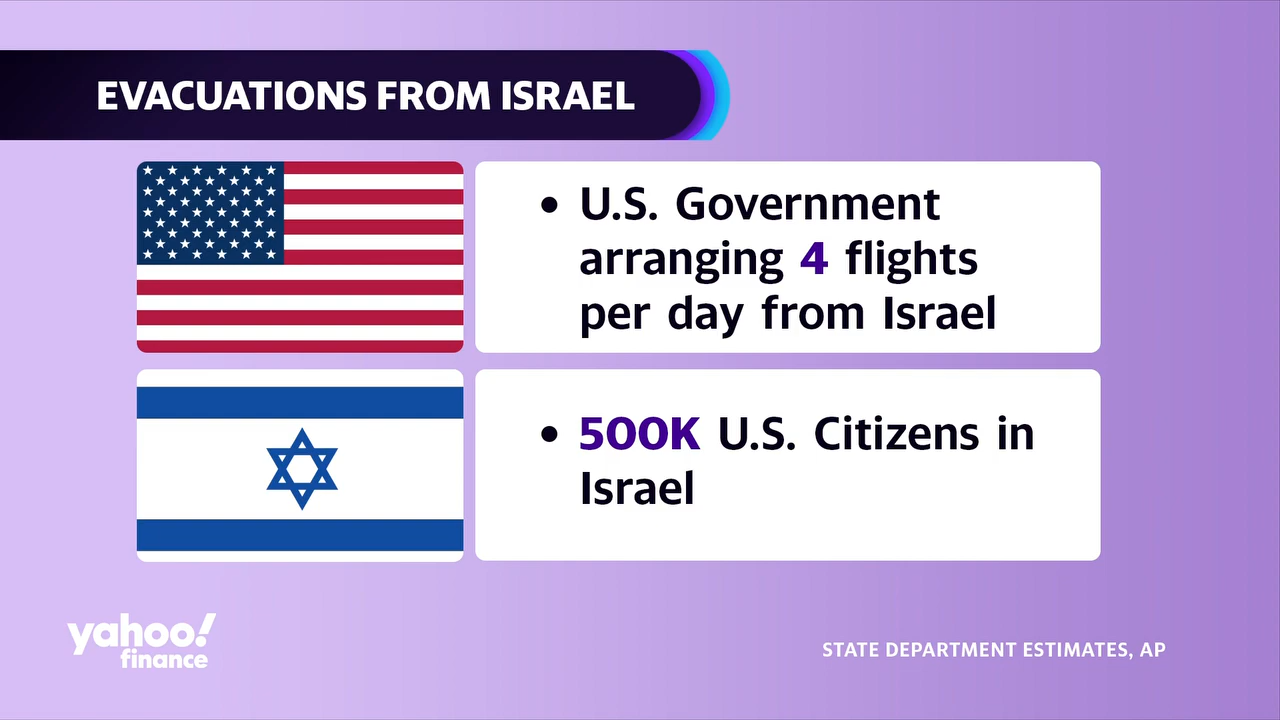 EVACUATIONS FROM ISRAEL
• U.S. Government
arranging 4 flights
per day from Israel
• 500K U.S. Citizens in
Israel
yahoo!
finance
STATE DEPARTMENT ESTIMATES, AP